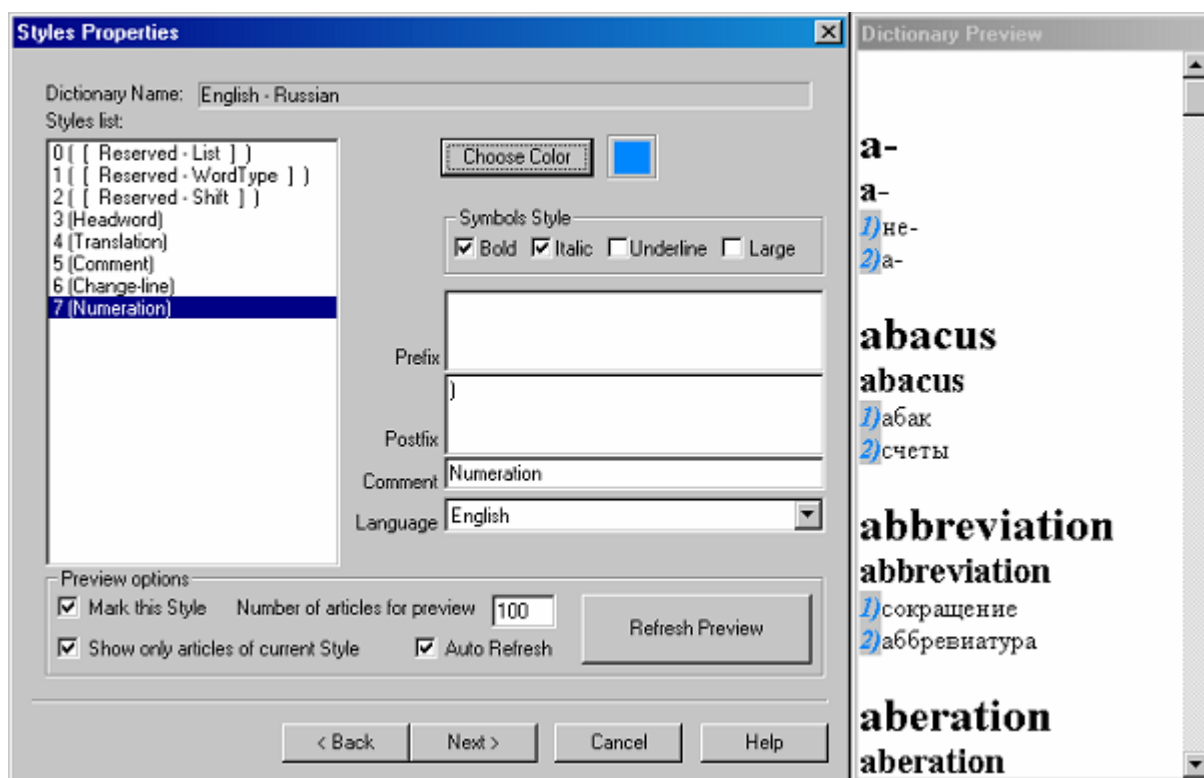 Styles Properties
Dictionary Name: English - Russian
Styles list:
0 ( [ Reserved - List ] )
1 ( [ Reserved - WordType ] )
2 ( [ Reserved - Shift ] )
3 (Headword)
4 (Translation)
5 (Comment)
6 (Change-line)
7 (Numeration)
Choose Color
Symbols Style
Bold Italic Underline Large
Prefix
)
Postfix
Comment Numeration
Language English
Preview options
Mark this Style Number of articles for preview 100
Show only articles of current Style Auto Refresh
Refresh Preview
< Back Next > Cancel Help
Dictionary Preview
a-
a-
1)не-
2)а-
abacus
abacus
1)абак
2)счеты
abbreviation
abbreviation
1)сокращение
2)аббревиатура
aberation
aberation